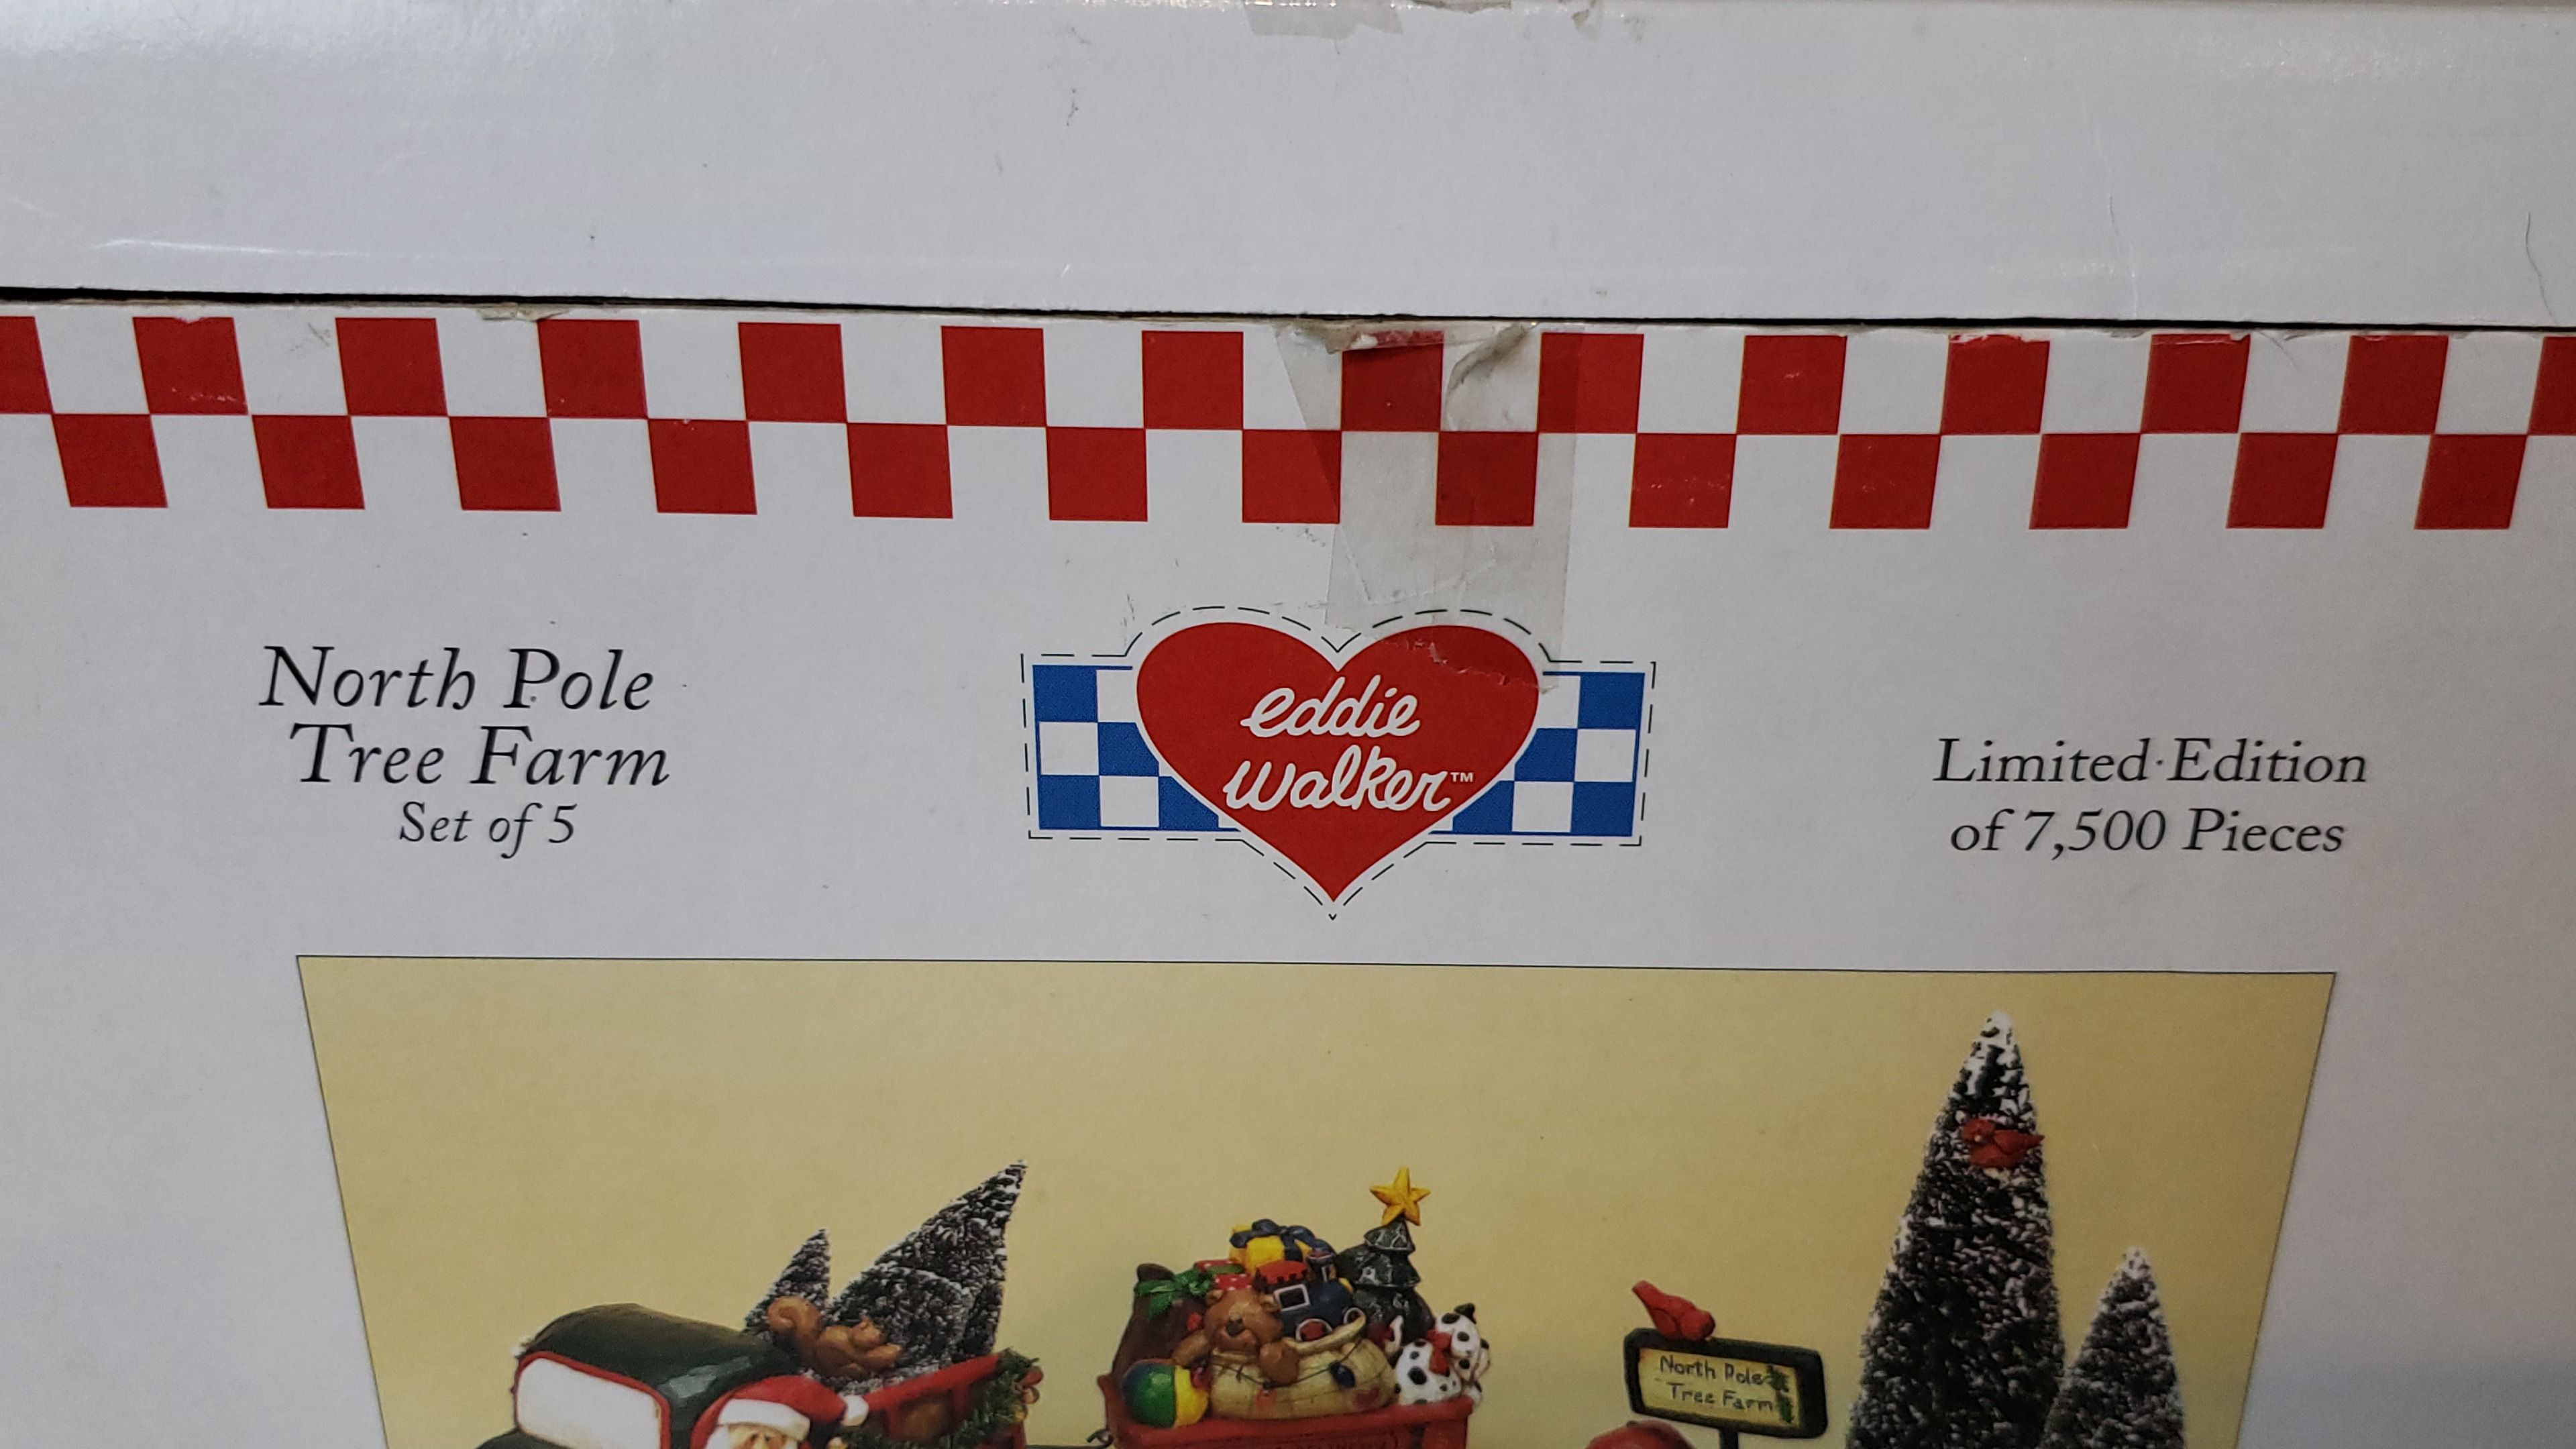 North Pole
Tree Farm
Set of 5
eddie
walker™
Limited Edition
of 7,500 Pieces
North Pole
Tree Farm